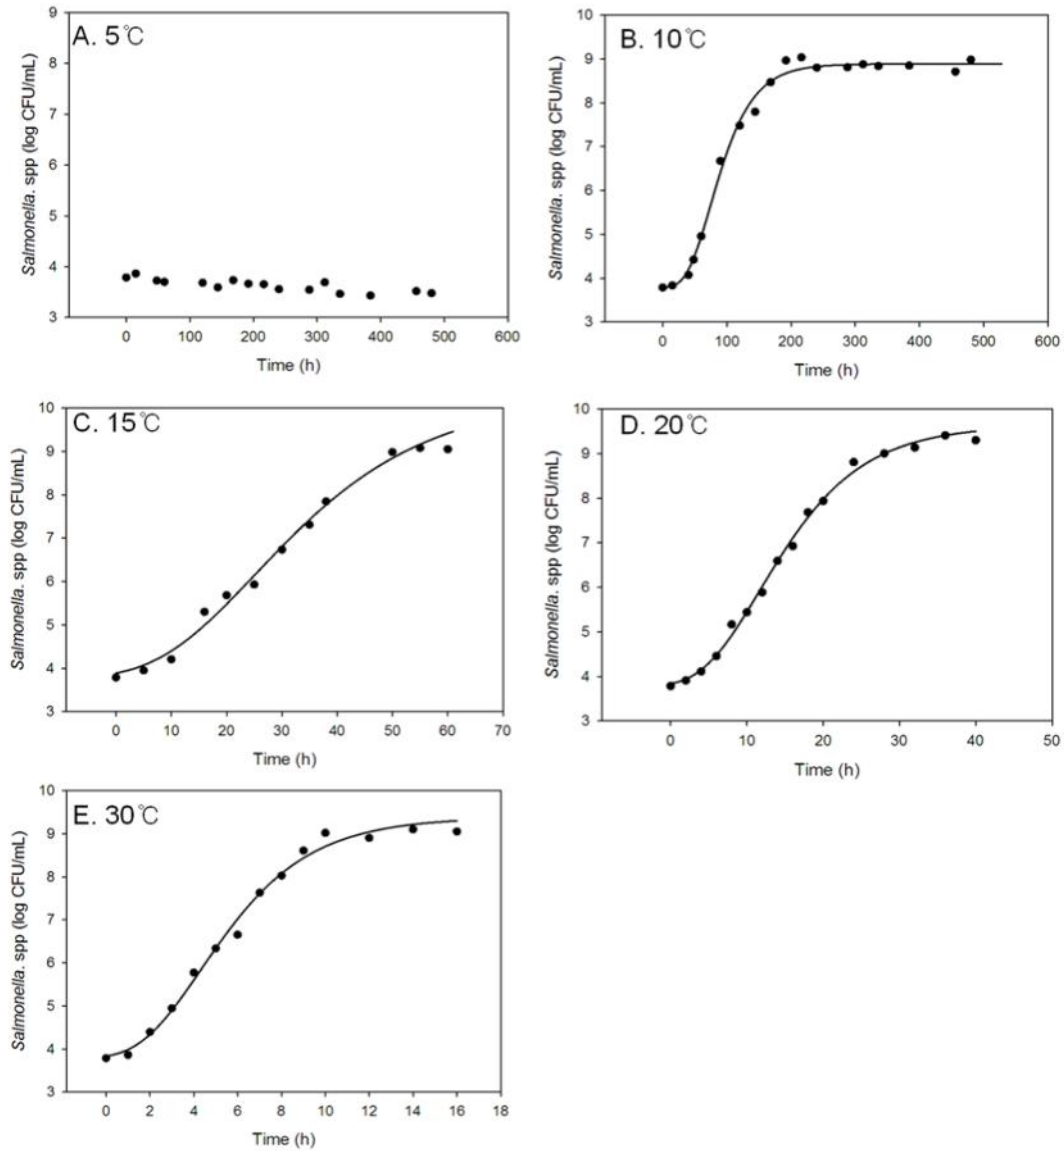 A. 5℃
9
8
7
6
5
4
3
Salmonella. spp (log CFU/mL)
0 100 200 300 400 500 600
Time (h)
B. 10℃
10
9
8
7
6
5
4
3
Salmonella. spp (log CFU/mL)
0 100 200 300 400 500 600
Time (h)
C. 15℃
10
9
8
7
6
5
4
3
Salmonella. spp (log CFU/mL)
0 10 20 30 40 50 60 70
Time (h)
D. 20℃
10
9
8
7
6
5
4
3
Salmonella. spp (log CFU/mL)
0 10 20 30 40 50
Time (h)
E. 30℃
10
9
8
7
6
5
4
3
Salmonella. spp (log CFU/mL)
0 2 4 6 8 10 12 14 16 18
Time (h)